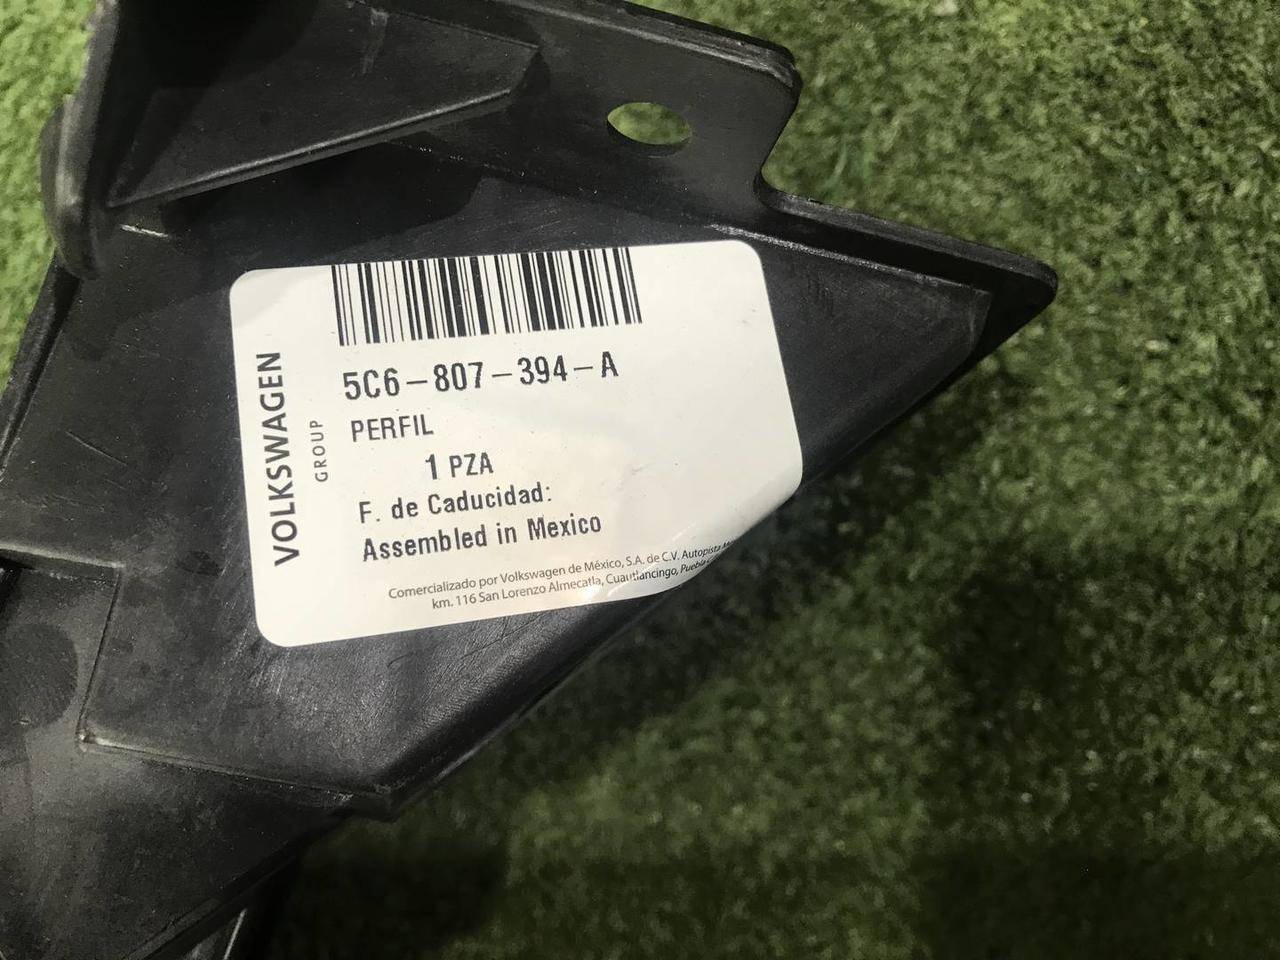 VOLKSWAGEN
GROUP
5C6-807-394-A
PERFIL
1 PZA
F. de Caducidad:
Assembled in Mexico
Comercializado por Volkswagen de México, S.A. de C.V. Autopista
km. 116 San Lorenzo Almecatla, Cuautlancingo, Puebla